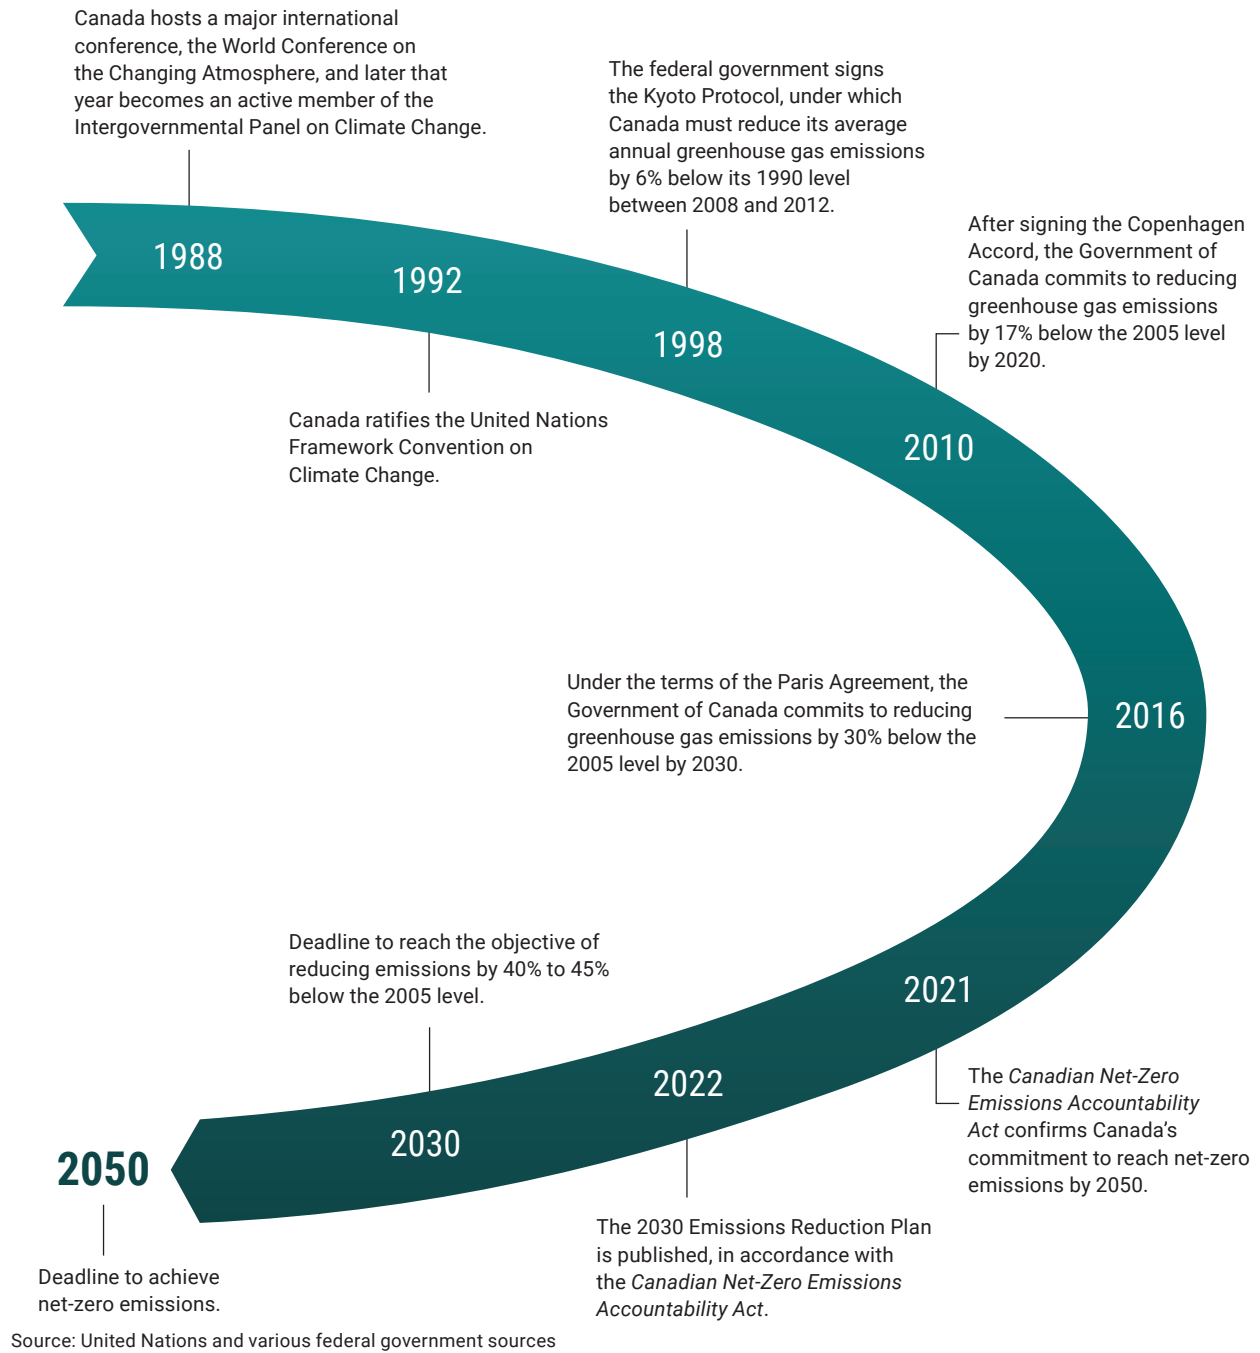 Canada hosts a major international
conference, the World Conference on
the Changing Atmosphere, and later that
year becomes an active member of the
Intergovernmental Panel on Climate Change.
1988
1992
Canada ratifies the United Nations
Framework Convention on
Climate Change.
The federal government signs
the Kyoto Protocol, under which
Canada must reduce its average
annual greenhouse gas emissions
by 6% below its 1990 level
between 2008 and 2012.
1998
After signing the Copenhagen
Accord, the Government of
Canada commits to reducing
greenhouse gas emissions
by 17% below the 2005 level
by 2020.
2010
Under the terms of the Paris Agreement, the
Government of Canada commits to reducing
greenhouse gas emissions by 30% below the
2005 level by 2030.
2016
2021
The Canadian Net-Zero
Emissions Accountability
Act confirms Canada’s
commitment to reach net-zero
emissions by 2050.
2022
The 2030 Emissions Reduction Plan
is published, in accordance with
the Canadian Net-Zero Emissions
Accountability Act.
Deadline to reach the objective of
reducing emissions by 40% to 45%
below the 2005 level.
2030
2050
Deadline to achieve
net-zero emissions.
Source: United Nations and various federal government sources